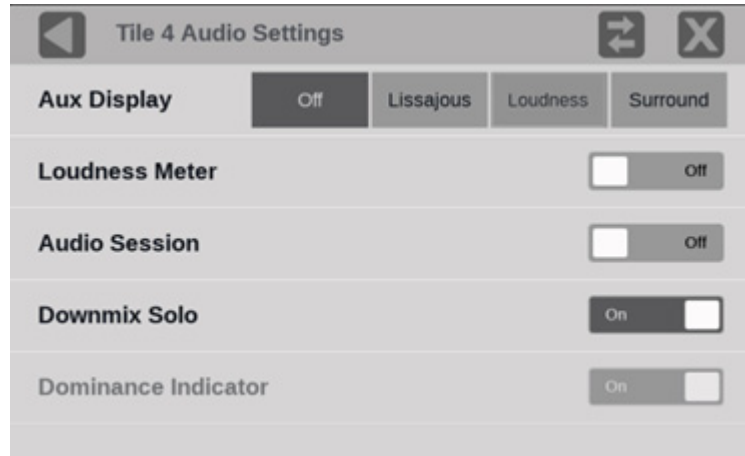 Tile 4 Audio Settings
Aux Display Off Lissajous Loudness Surround
Loudness Meter Off
Audio Session Off
Downmix Solo On
Dominance Indicator On